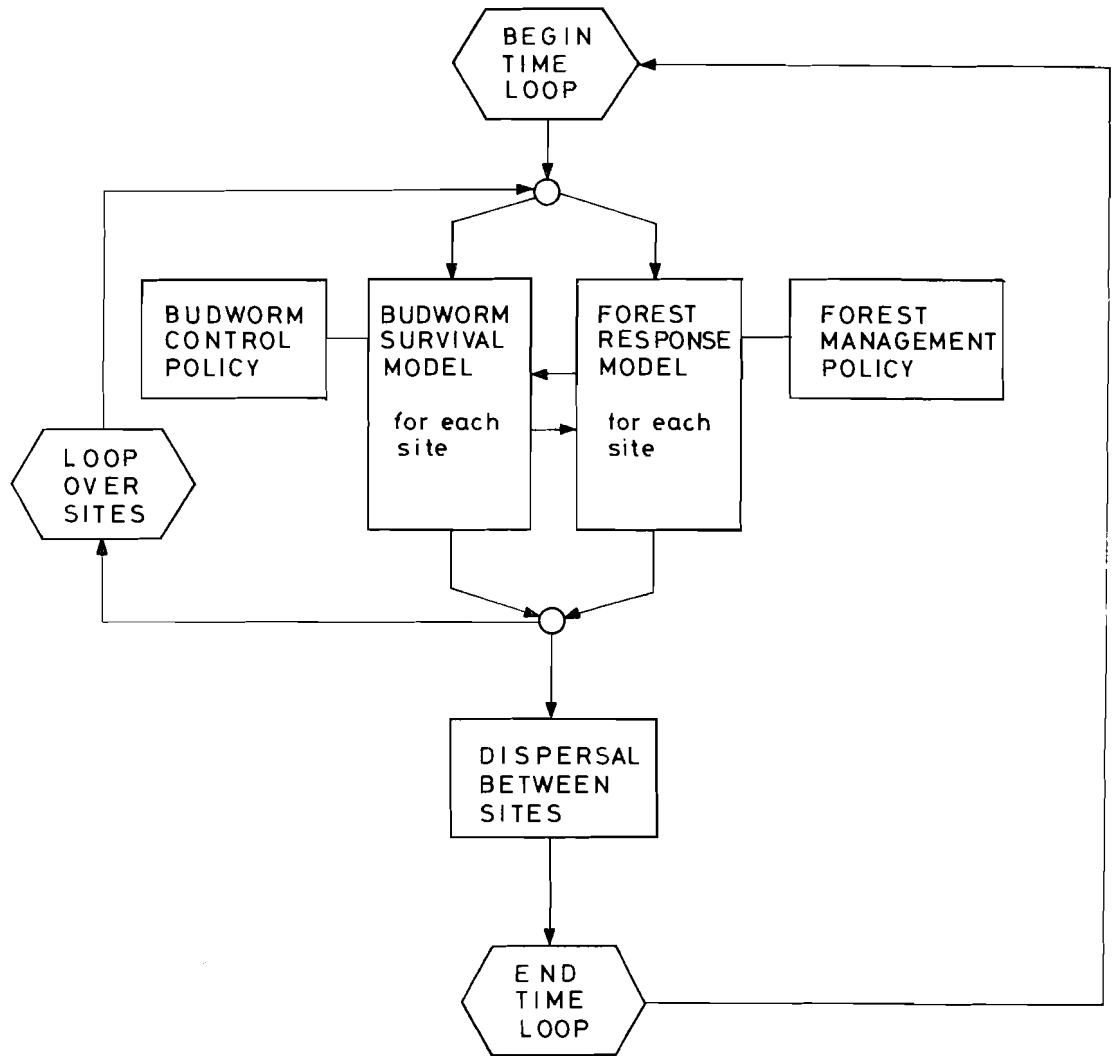 BEGIN
TIME
LOOP
BUDWORM
CONTROL
POLICY
BUDWORM
SURVIVAL
MODEL
for each
site
FOREST
RESPONSE
MODEL
for each
site
FOREST
MANAGEMENT
POLICY
LOOP
OVER
SITES
DISPERSAL
BETWEEN
SITES
END
TIME
LOOP